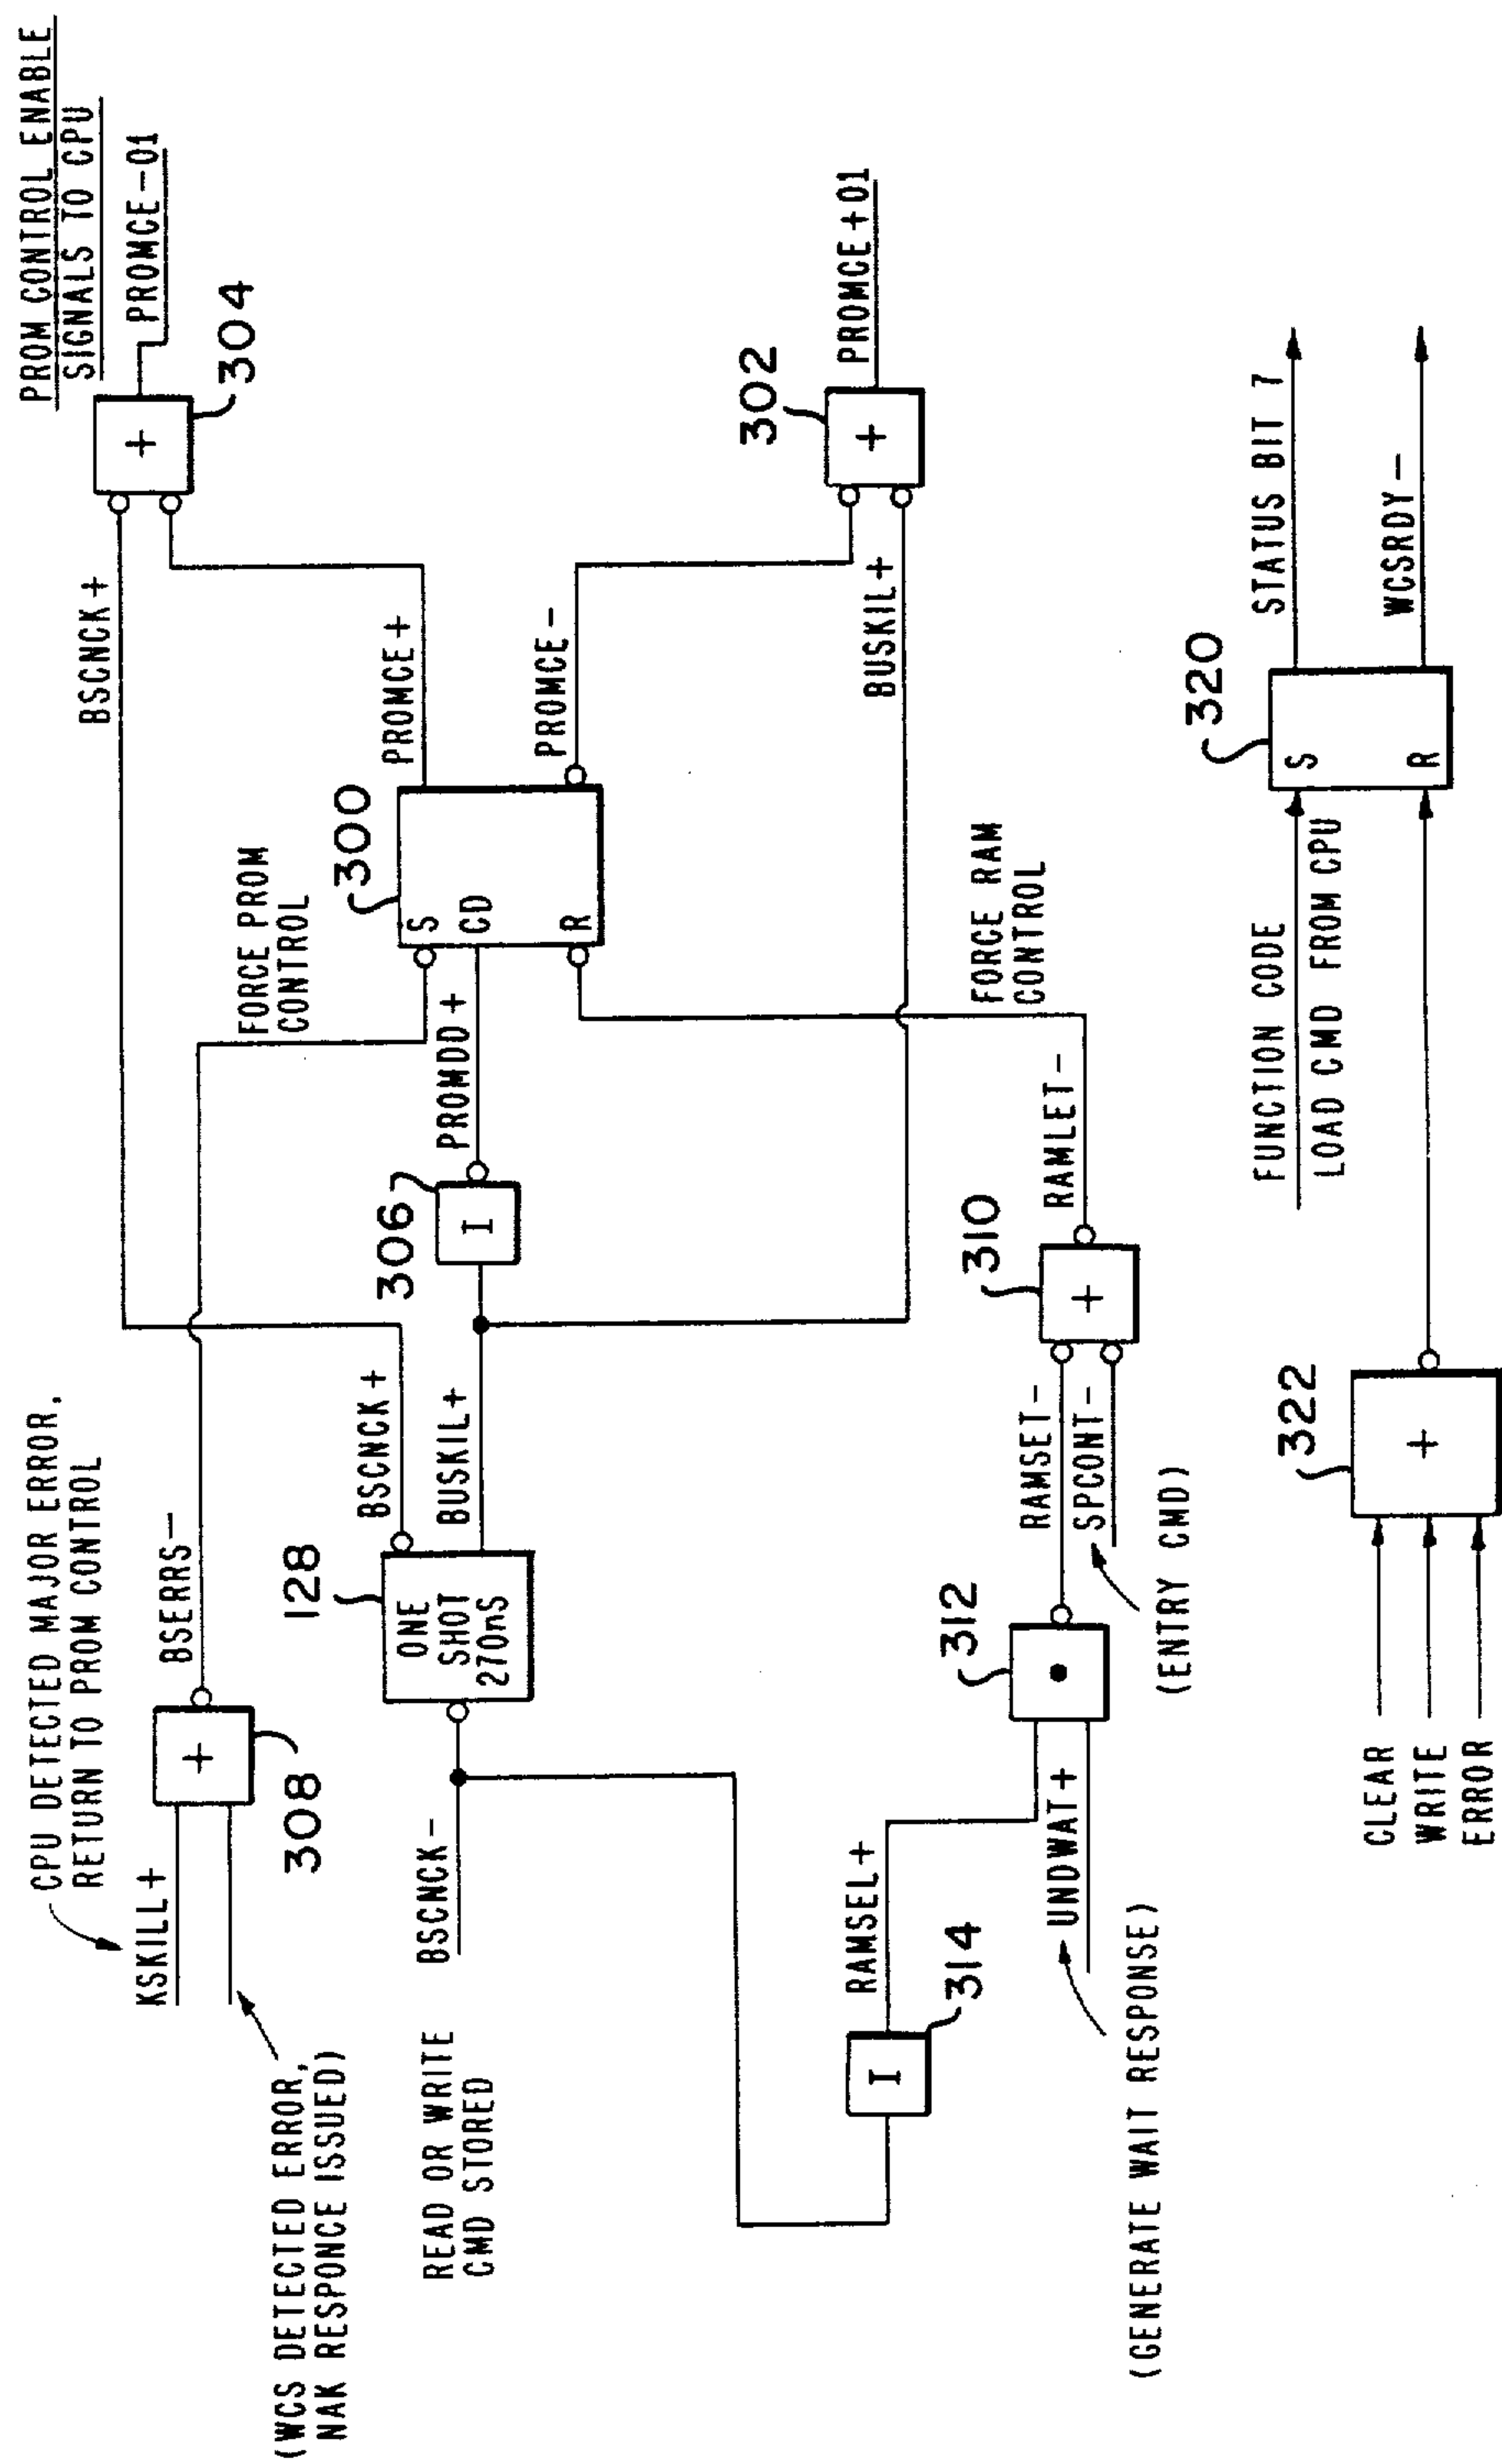 PROM CONTROL ENABLE
SIGNALS TO CPU
PROMCE-01
304
BSCNCK+
CPU DETECTED MAJOR ERROR,
RETURN TO PROM CONTROL
KSKILL+
+
308
BSERRS-
(WCS DETECTED ERROR,
NAK RESPONCE ISSUED)
FORCE PROM
CONTROL
300
S
CD
R
PROMCE+
PROMCE-
+
302
+
PROMCE+01
BUSKIL+
READ OR WRITE
CMD STORED
BSCNCK-
128
ONE
SHOT
270nS
BSCNCK+
BUSKIL+
306
I
PROMDD+
FORCE RAM
CONTROL
RAMLET-
310
+
RAMSET-
SPCONT-
(ENTRY CMD)
312
•
RAMSEL+
UNDWAT+
314
I
(GENERATE WAIT RESPONSE)
FUNCTION CODE
LOAD CMD FROM CPU
320
S
R
STATUS BIT 7
WCSRDY-
322
+
CLEAR
WRITE
ERROR